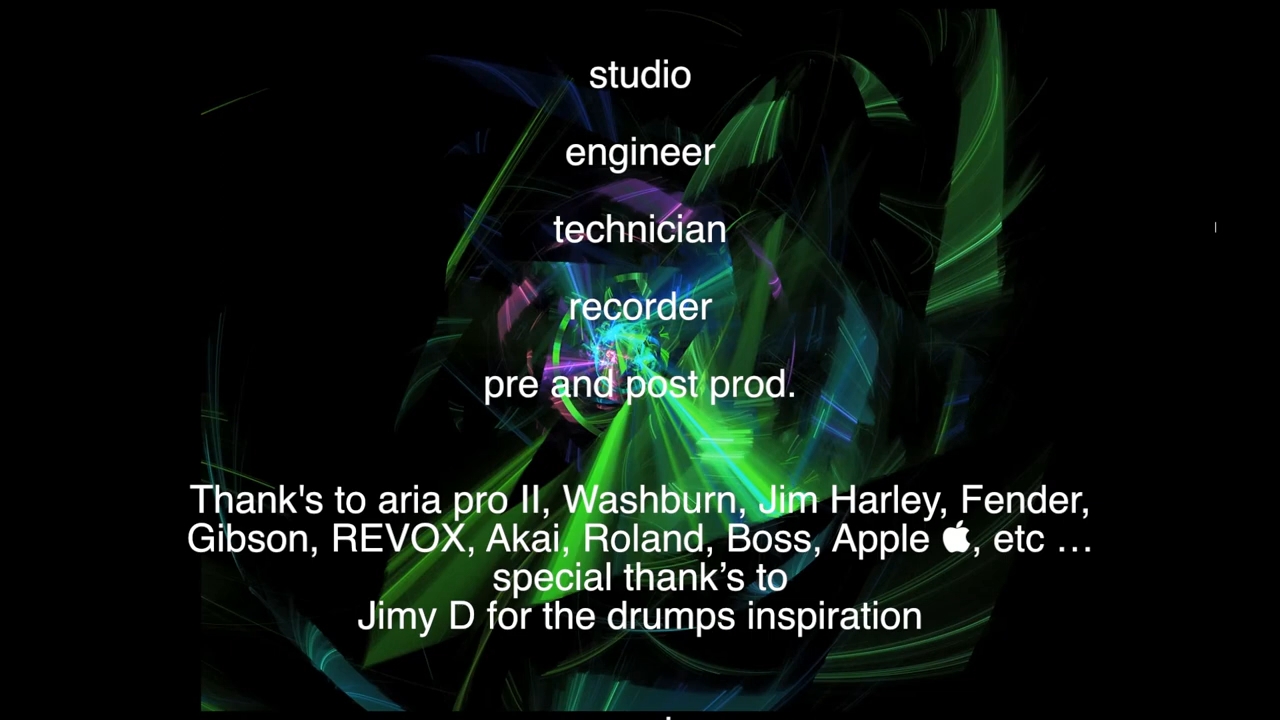 studio
engineer
technician
recorder
pre and post prod.
Thank's to aria pro II, Washburn, Jim Harley, Fender,
Gibson, REVOX, Akai, Roland, Boss, Apple , etc …
special thank’s to
Jimy D for the drumps inspiration